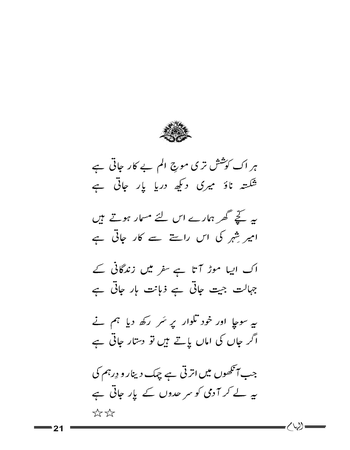 ہر اک کوشش تری موجِ الم بے کار جاتی ہے
شکستہ ناؤ میری دیکھ دریا پار جاتی ہے
یہ کچے گھر ہمارے اس لئے مسمار ہوتے ہیں
امیرِ شہر کی اس راستے سے کار جاتی ہے
اک ایسا موڑ آتا ہے سفر میں زندگانی کے
جہالت جیت جاتی ہے ذہانت ہار جاتی ہے
یہ سوچا اور خود تلوار پر سَر رکھ دیا ہم نے
اگر جاں کی اماں پاتے ہیں تو دستار جاتی ہے
جب آنکھوں میں اترتی ہے چمک دینار و درہم کی
یہ لے کر آدمی کو سرحدوں کے پار جاتی ہے
☆☆
21